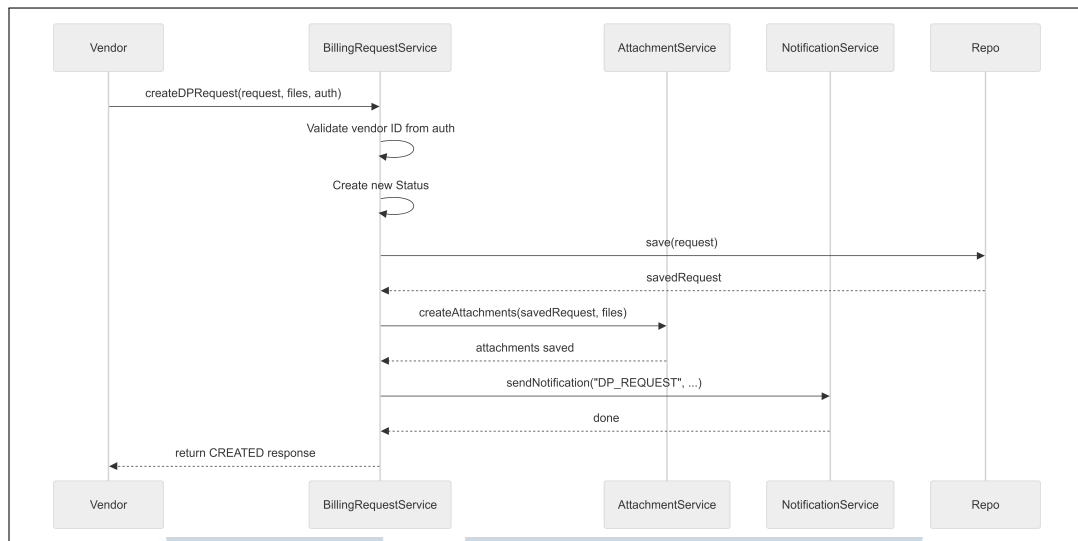 Vendor
BillingRequestService
AttachmentService
NotificationService
Repo
createDPRequest(request, files, auth)
Validate vendor ID from auth
Create new Status
save(request)
savedRequest
createAttachments(savedRequest, files)
attachments saved
sendNotification("DP_REQUEST", ...)
done
return CREATED response
Vendor
BillingRequestService
AttachmentService
NotificationService
Repo